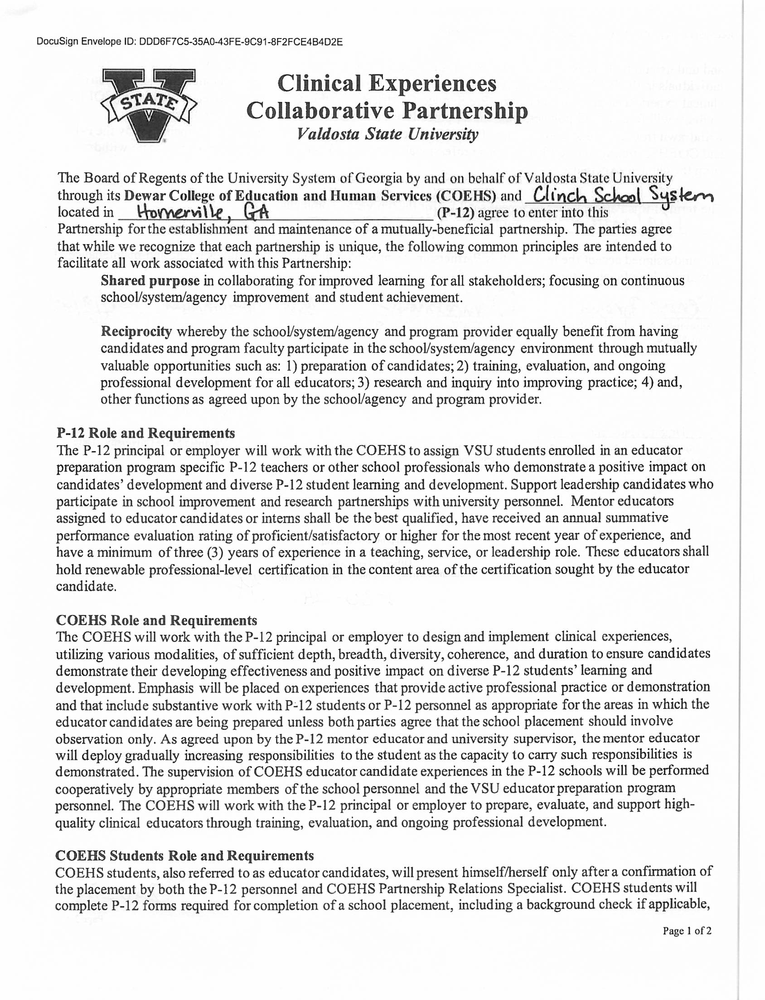 DocuSign Envelope ID: DDD6F7C5-35A0-43FE-9C91-8F2FCE4B4D2E
V
STATE
Clinical Experiences
Collaborative Partnership
Valdosta State University
The Board of Regents of the University System of Georgia by and on behalf of Valdosta State University
through its Dewar College of Education and Human Services (COEHS) and Clinch School System
located in Homerville, GA (P-12) agree to enter into this
Partnership for the establishment and maintenance of a mutually-beneficial partnership. The parties agree
that while we recognize that each partnership is unique, the following common principles are intended to
facilitate all work associated with this Partnership:
Shared purpose in collaborating for improved learning for all stakeholders; focusing on continuous
school/system/agency improvement and student achievement.
Reciprocity whereby the school/system/agency and program provider equally benefit from having
candidates and program faculty participate in the school/system/agency environment through mutually
valuable opportunities such as: 1) preparation of candidates; 2) training, evaluation, and ongoing
professional development for all educators; 3) research and inquiry into improving practice; 4) and,
other functions as agreed upon by the school/agency and program provider.
P-12 Role and Requirements
The P-12 principal or employer will work with the COEHS to assign VSU students enrolled in an educator
preparation program specific P-12 teachers or other school professionals who demonstrate a positive impact on
candidates' development and diverse P-12 student learning and development. Support leadership candidates who
participate in school improvement and research partnerships with university personnel. Mentor educators
assigned to educator candidates or interns shall be the best qualified, have received an annual summative
performance evaluation rating of proficient/satisfactory or higher for the most recent year of experience, and
have a minimum of three (3) years of experience in a teaching, service, or leadership role. These educators shall
hold renewable professional-level certification in the content area of the certification sought by the educator
candidate.
COEHS Role and Requirements
The COEHS will work with the P-12 principal or employer to design and implement clinical experiences,
utilizing various modalities, of sufficient depth, breadth, diversity, coherence, and duration to ensure candidates
demonstrate their developing effectiveness and positive impact on diverse P-12 students' learning and
development. Emphasis will be placed on experiences that provide active professional practice or demonstration
and that include substantive work with P-12 students or P-12 personnel as appropriate for the areas in which the
educator candidates are being prepared unless both parties agree that the school placement should involve
observation only. As agreed upon by the P-12 mentor educator and university supervisor, the mentor educator
will deploy gradually increasing responsibilities to the student as the capacity to carry such responsibilities is
demonstrated. The supervision of COEHS educator candidate experiences in the P-12 schools will be performed
cooperatively by appropriate members of the school personnel and the VSU educator preparation program
personnel. The COEHS will work with the P-12 principal or employer to prepare, evaluate, and support high-
quality clinical educators through training, evaluation, and ongoing professional development.
COEHS Students Role and Requirements
COEHS students, also referred to as educator candidates, will present himself/herself only after a confirmation of
the placement by both the P-12 personnel and COEHS Partnership Relations Specialist. COEHS students will
complete P-12 forms required for completion of a school placement, including a background check if applicable,
Page 1 of 2